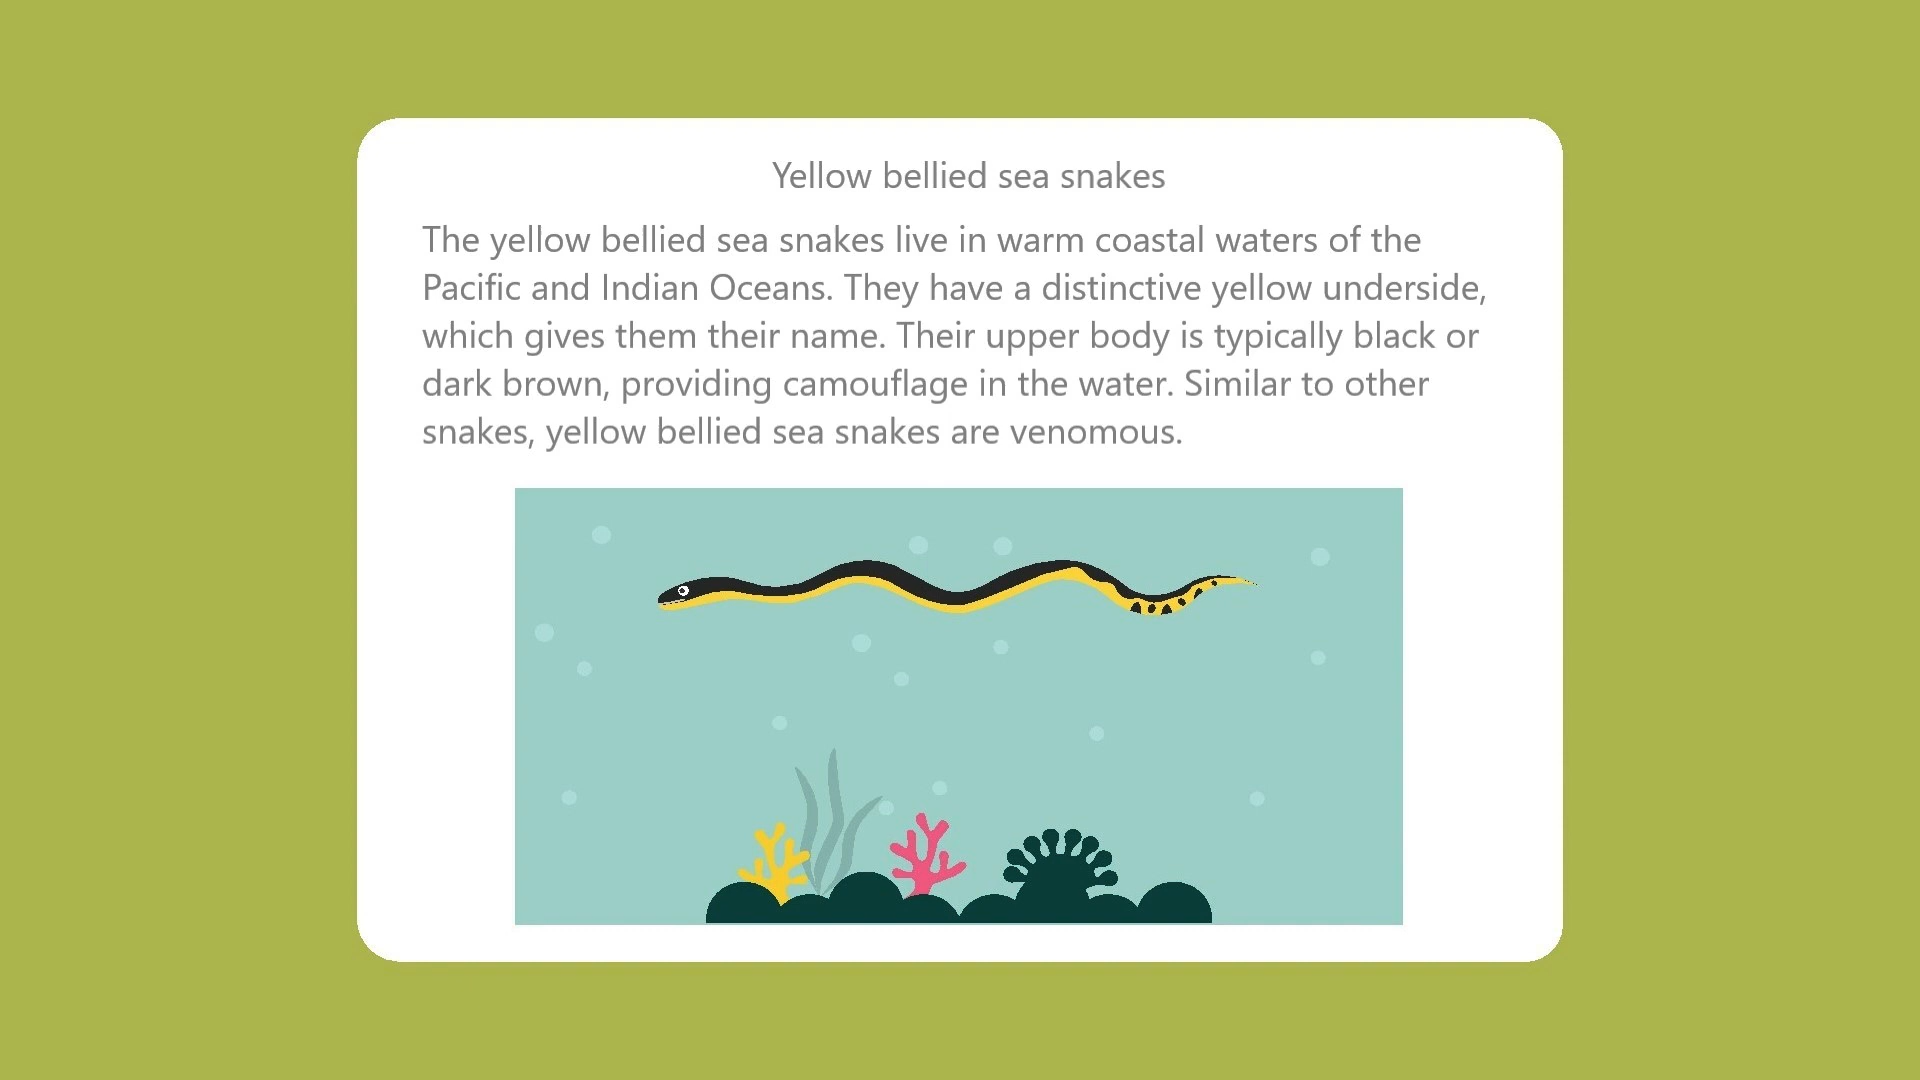 Yellow bellied sea snakes
The yellow bellied sea snakes live in warm coastal waters of the
Pacific and Indian Oceans. They have a distinctive yellow underside,
which gives them their name. Their upper body is typically black or
dark brown, providing camouflage in the water. Similar to other
snakes, yellow bellied sea snakes are venomous.